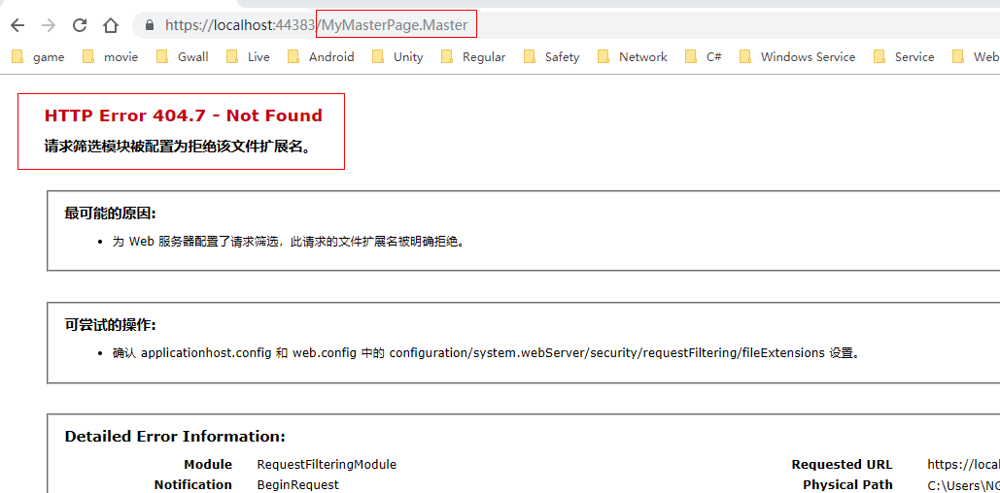 https://localhost:44383/MyMasterPage.Master
game movie Gwall Live Android Unity Regular Safety Network C# Windows Service Service Web
HTTP Error 404.7 - Not Found
请求筛选模块被配置为拒绝该文件扩展名。
最可能的原因:
• 为 Web 服务器配置了请求筛选，此请求的文件扩展名被明确拒绝。
可尝试的操作:
• 确认 applicationhost.config 和 web.config 中的 configuration/system.webServer/security/requestFiltering/fileExtensions 设置。
Detailed Error Information:
Module RequestFilteringModule Requested URL https://loca
Notification BeginRequest Physical Path C:\Users\NG